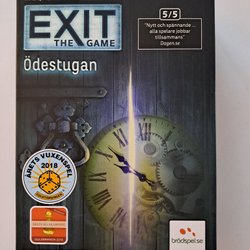 EXIT
THE GAME
Ödestugan
5/5
"Nytt och spännande ...
alla spelare jobbar
tillsammans"
Dagen.se
ÅRETS VUXENSPEL
2018
brädspel.se